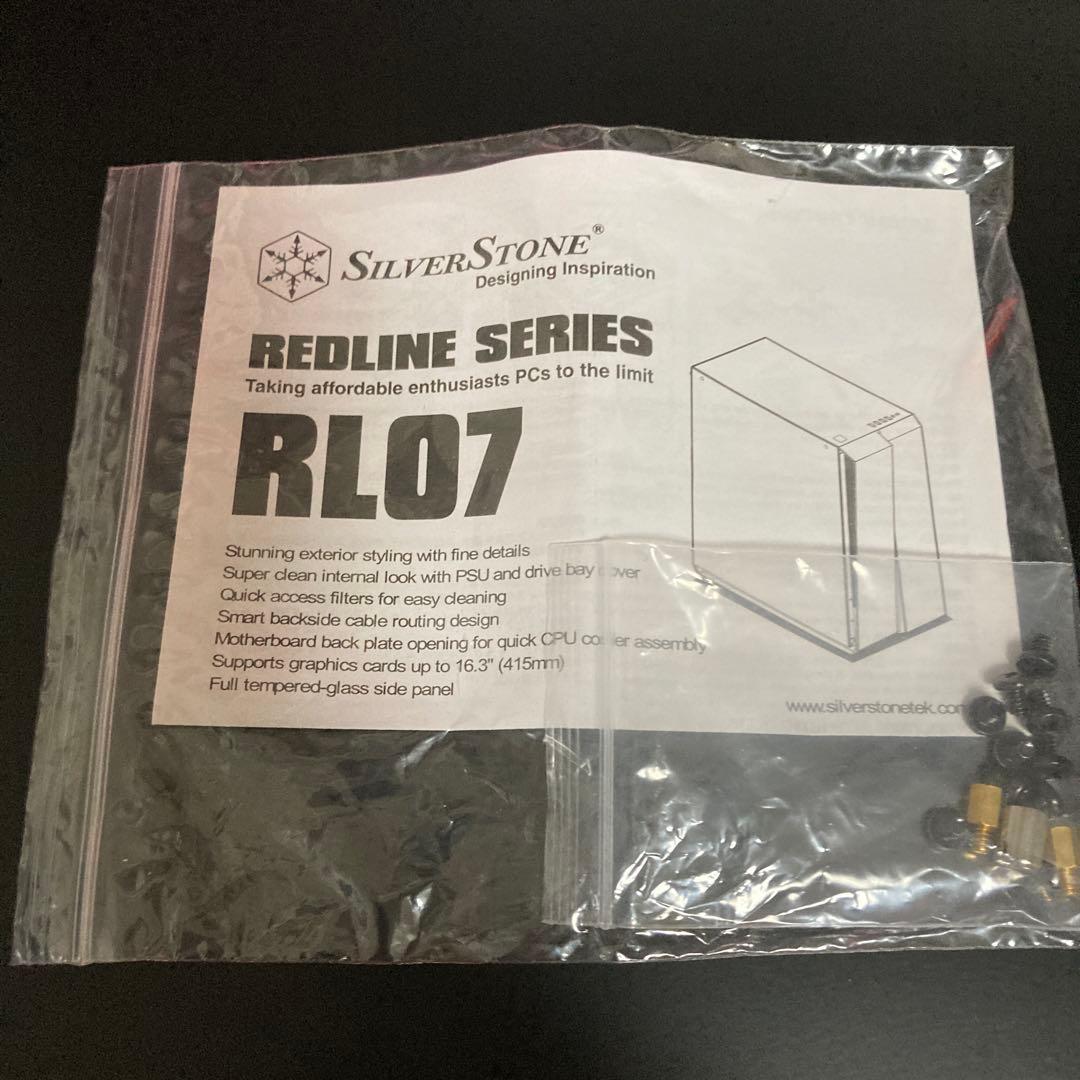 SILVERSTONE®
Designing Inspiration
REDLINE SERIES
Taking affordable enthusiasts PCs to the limit
RL07
Stunning exterior styling with fine details
Super clean internal look with PSU and drive bay cover
Quick access filters for easy cleaning
Smart backside cable routing design
Motherboard back plate opening for quick CPU cooler assembly
Supports graphics cards up to 16.3" (415mm)
Full tempered-glass side panel
www.silverstonetek.com